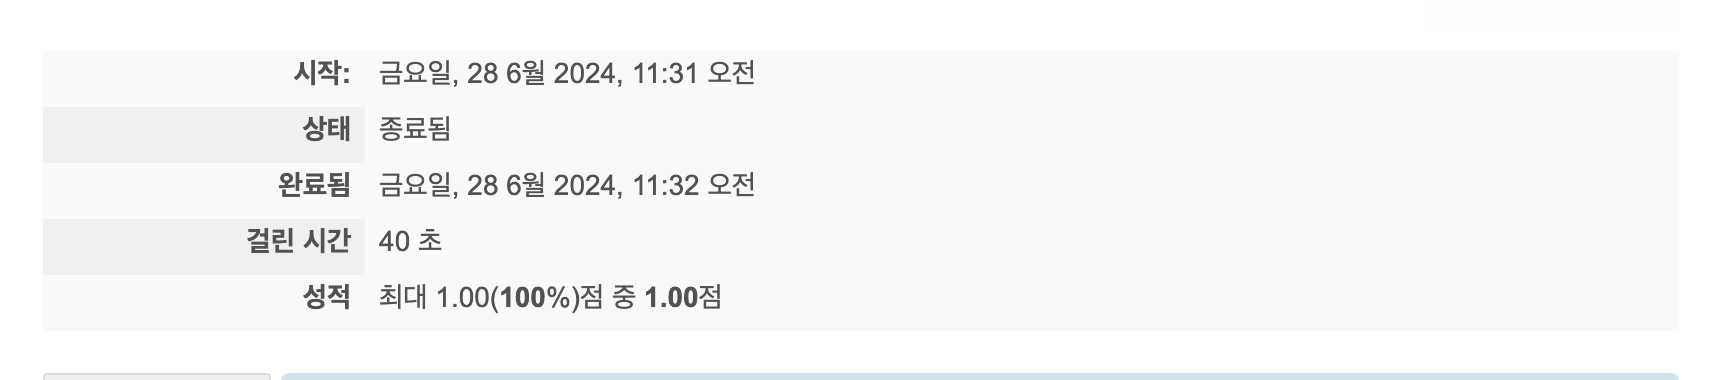 시작: 금요일, 28 6월 2024, 11:31 오전
상태 종료됨
완료됨 금요일, 28 6월 2024, 11:32 오전
걸린 시간 40 초
성적 최대 1.00(100%)점 중 1.00점